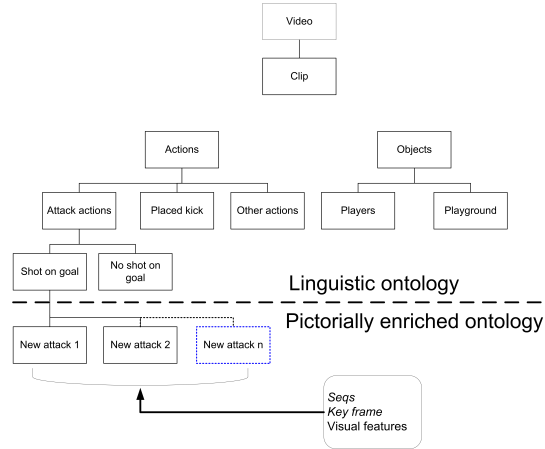 Video
Clip
Actions
Objects
Attack actions
Placed kick
Other actions
Players
Playground
Shot on goal
No shot on
goal
Linguistic ontology
Pictorially enriched ontology
New attack 1
New attack 2
New attack n
Seqs
Key frame
Visual features